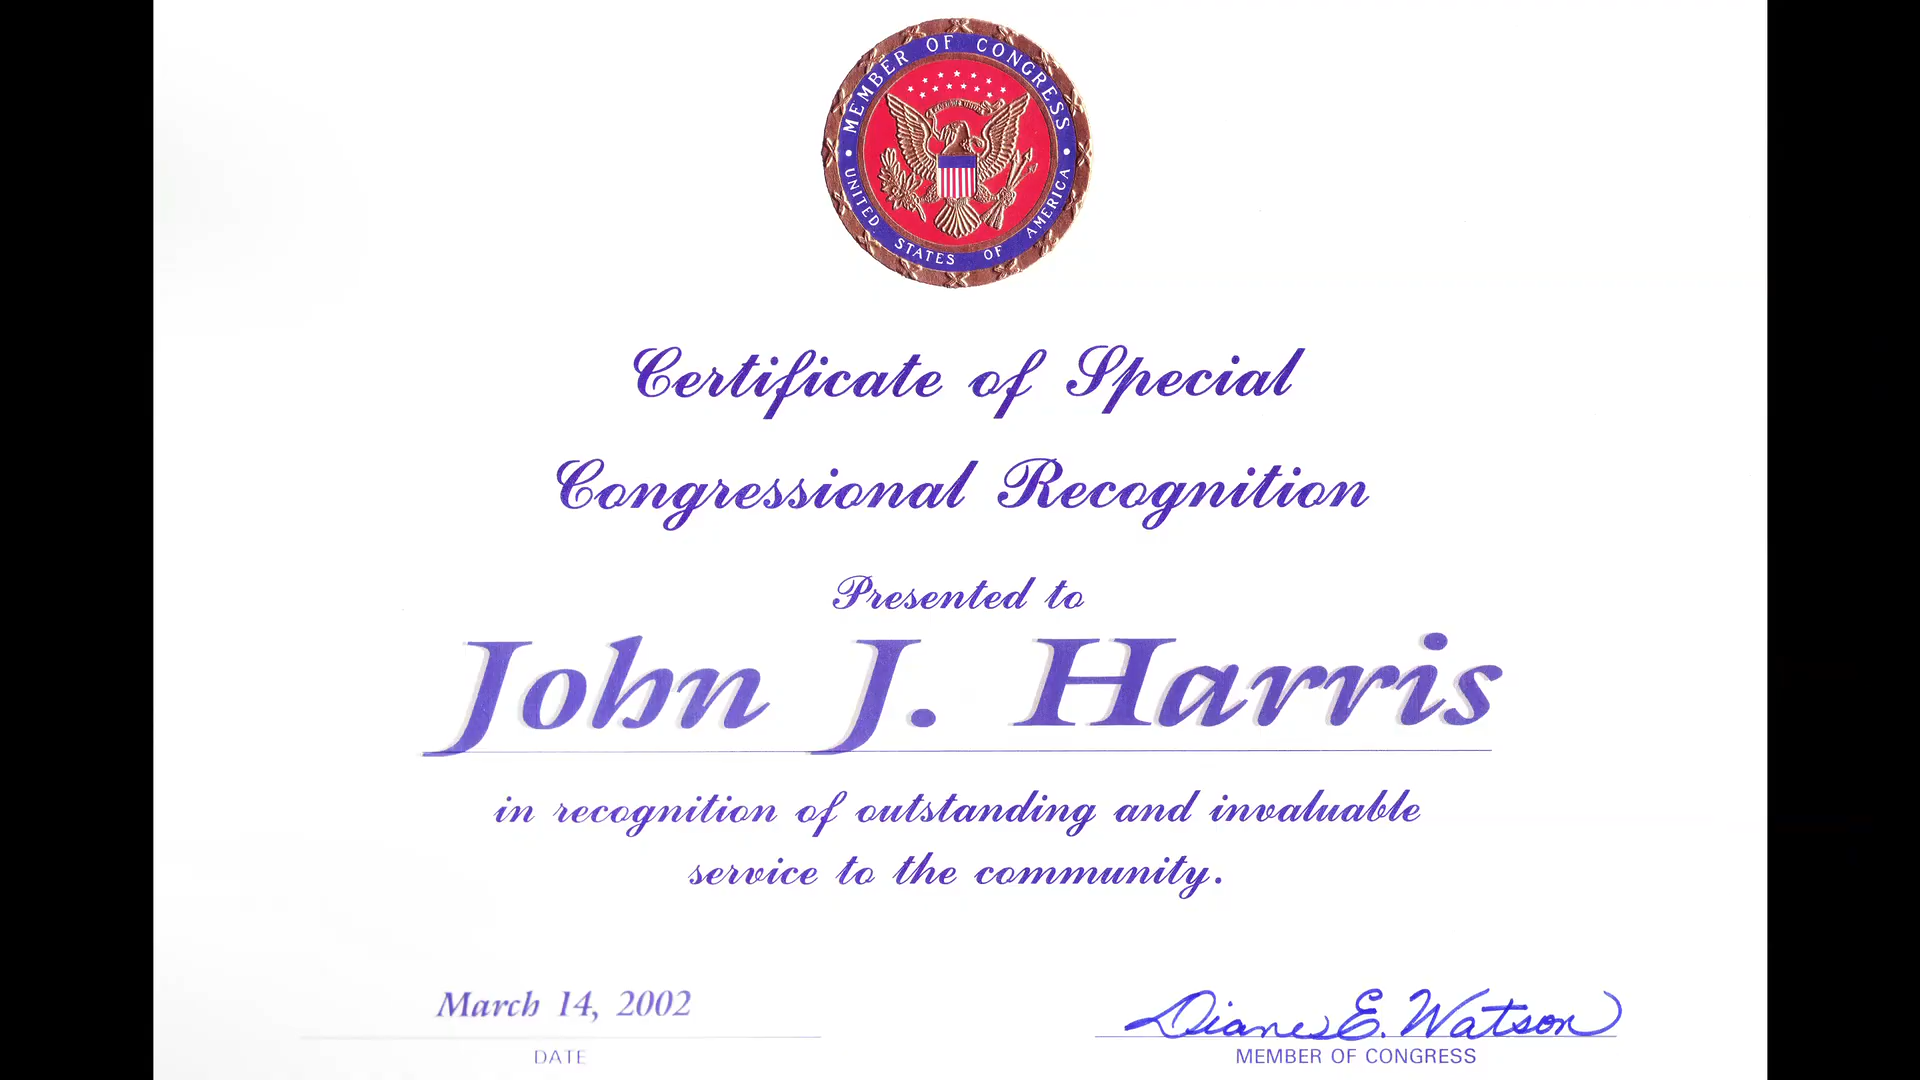 MEMBER OF CONGRESS
UNITED STATES OF AMERICA
Certificate of Special
Congressional Recognition
Presented to
John J. Harris
in recognition of outstanding and invaluable
service to the community.
March 14, 2002
Diane E. Watson
DATE
MEMBER OF CONGRESS